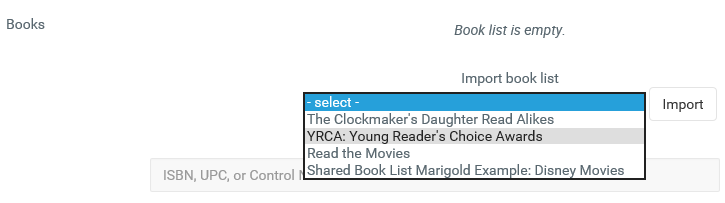 Books
Book list is empty.
Import book list
- select -
Import
The Clockmaker's Daughter Read Alikes
YRCA: Young Reader's Choice Awards
Read the Movies
Shared Book List Marigold Example: Disney Movies
ISBN, UPC, or Control